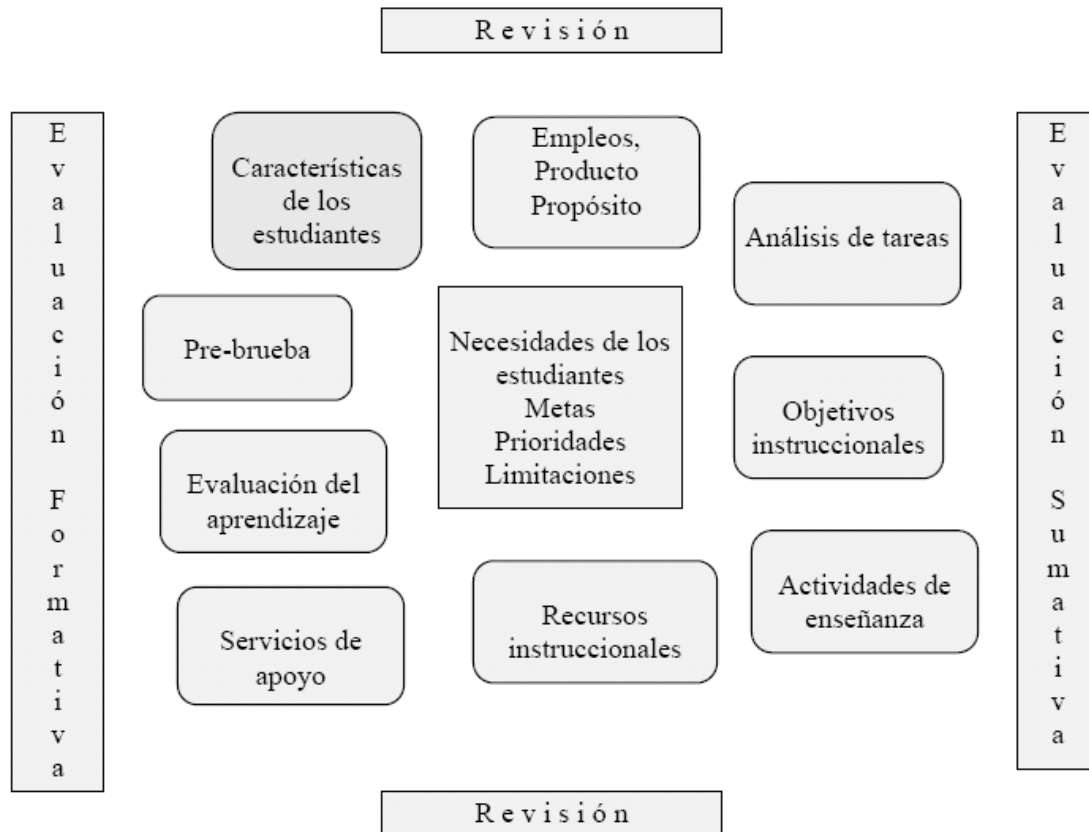 Revisión
Evaluación Formativa
Evaluación Sumativa
Características
de los
estudiantes
Empleos,
Producto
Propósito
Análisis de tareas
Pre-brueba
Necesidades de los
estudiantes
Metas
Prioridades
Limitaciones
Objetivos
instruccionales
Evaluación del
aprendizaje
Actividades de
enseñanza
Servicios de
apoyo
Recursos
instruccionales
Revisión